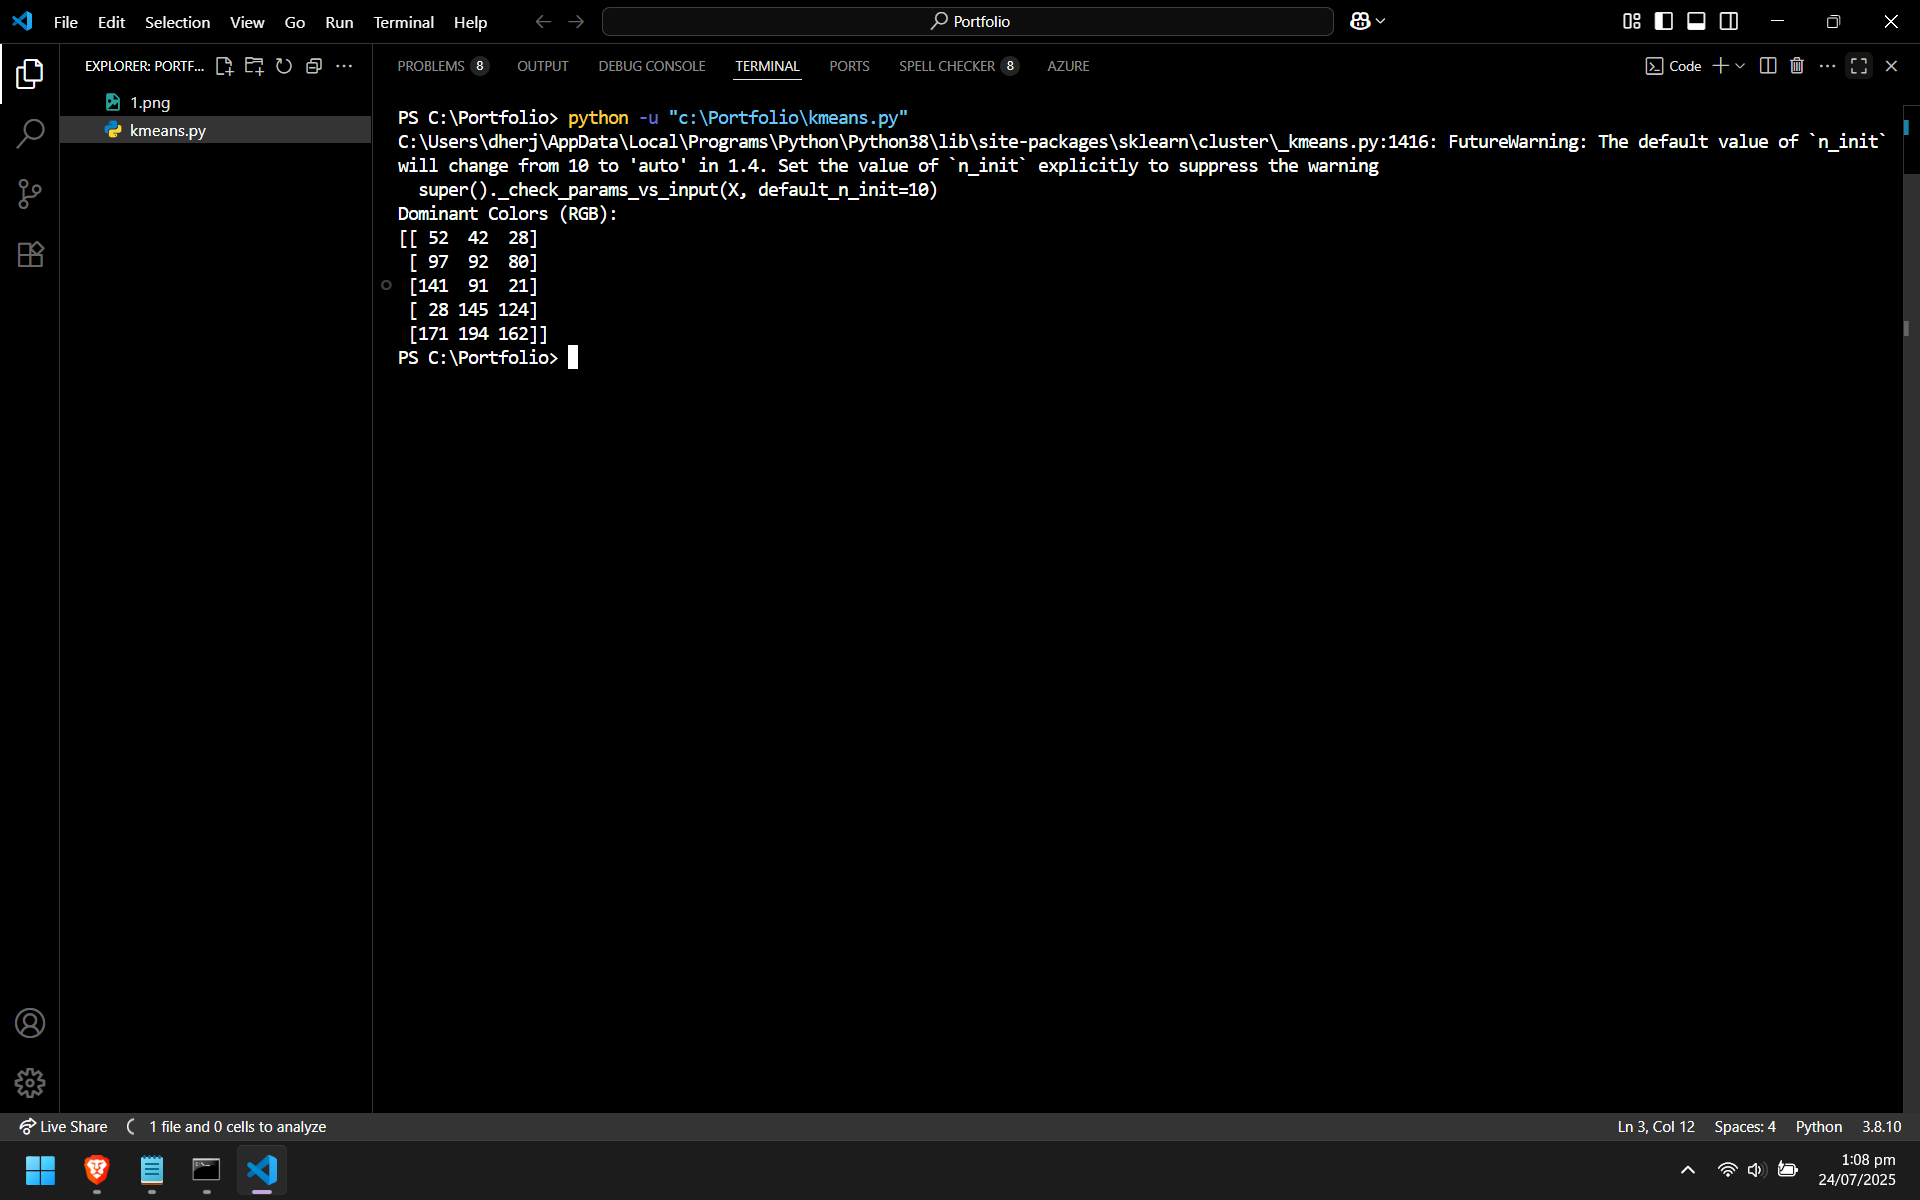 File Edit Selection View Go Run Terminal Help
Portfolio
EXPLORER: PORTF...
1.png
kmeans.py
PROBLEMS 8 OUTPUT DEBUG CONSOLE TERMINAL PORTS SPELL CHECKER 8 AZURE
Code
PS C:\Portfolio> python -u "c:\Portfolio\kmeans.py"
C:\Users\dherj\AppData\Local\Programs\Python\Python38\lib\site-packages\sklearn\cluster\_kmeans.py:1416: FutureWarning: The default value of `n_init`
will change from 10 to 'auto' in 1.4. Set the value of `n_init` explicitly to suppress the warning
  super()._check_params_vs_input(X, default_n_init=10)
Dominant Colors (RGB):
[[ 52  42  28]
 [ 97  92  80]
 [141  91  21]
 [ 28 145 124]
 [171 194 162]]
PS C:\Portfolio>
Live Share 1 file and 0 cells to analyze
Ln 3, Col 12 Spaces: 4 Python 3.8.10
1:08 pm
24/07/2025